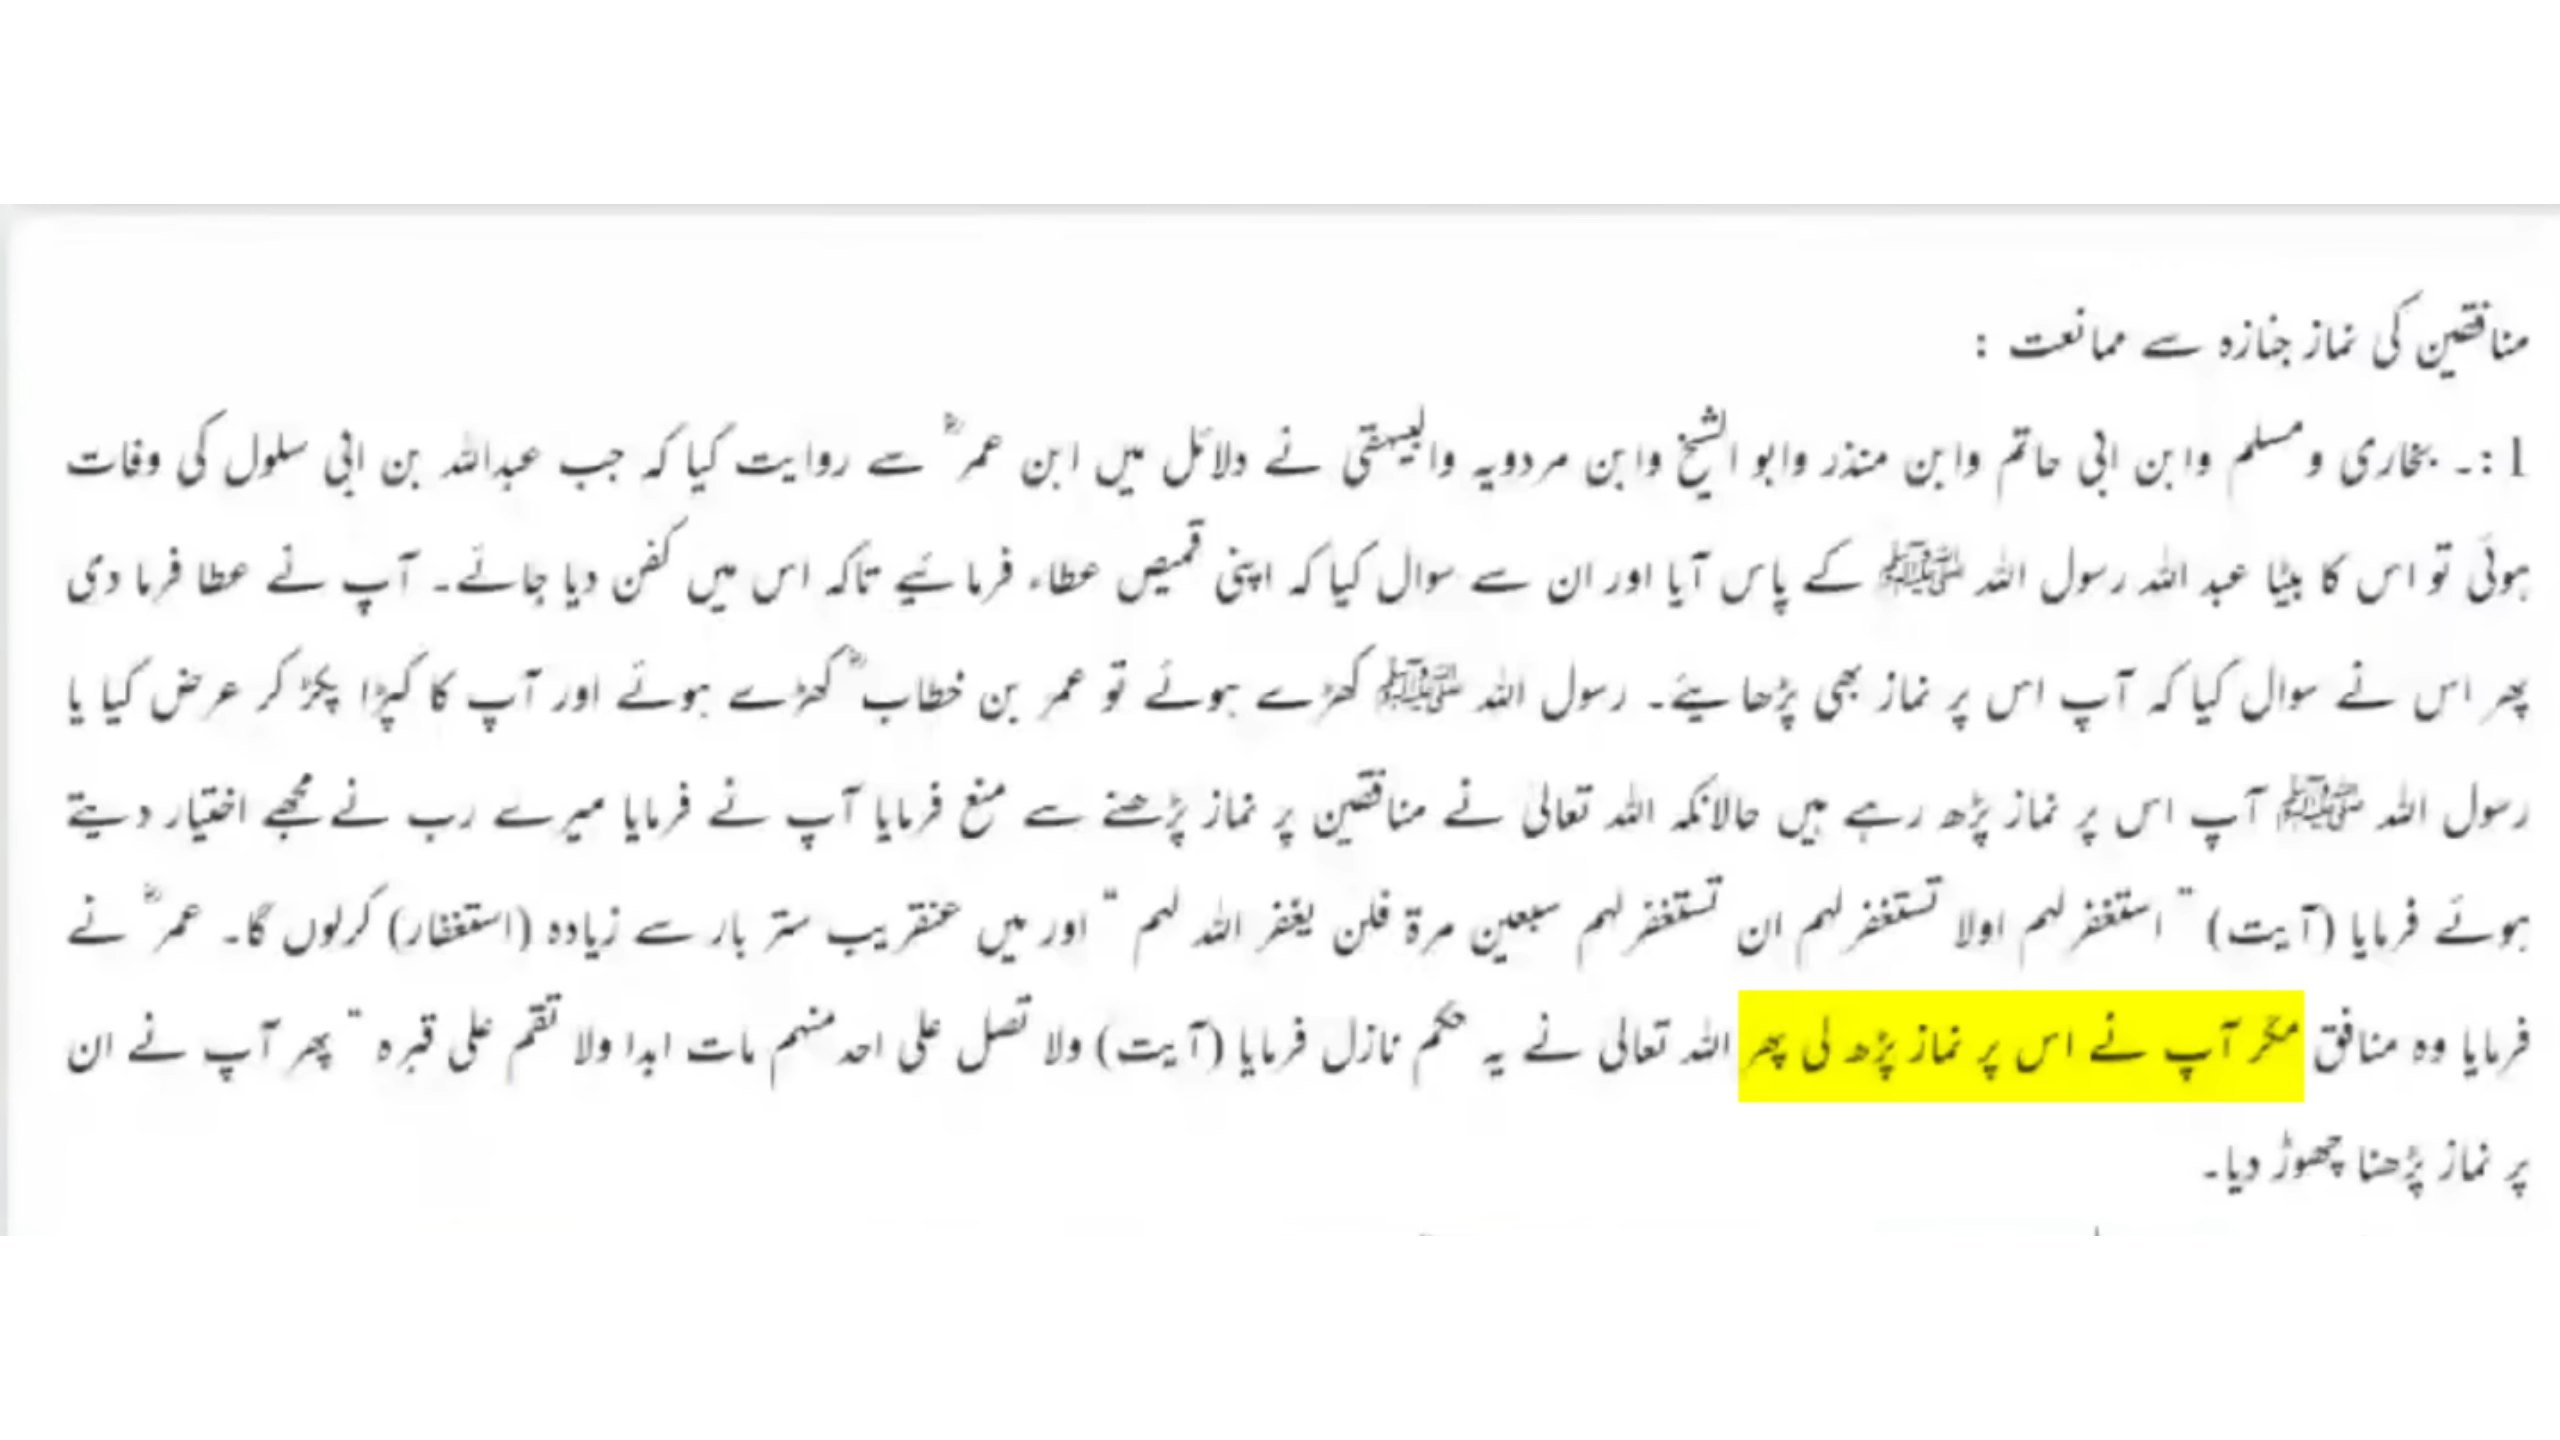 منافقین کی نماز جنازہ سے ممانعت :
1:۔ بخاری ومسلم وابن ابی حاتم وابن منذر وابو الشیخ وابن مردویہ والبیہقی نے دلائل میں ابن عمر ؓ سے روایت کیا کہ جب عبداللہ بن ابی سلول کی وفات
ہوئی تو اس کا بیٹا عبد اللہ رسول اللہ ﷺ کے پاس آیا اور ان سے سوال کیا کہ اپنی قمیص عطاء فرمائیے تاکہ اس میں کفن دیا جائے۔ آپ نے عطا فرما دی
پھر اس نے سوال کیا کہ آپ اس پر نماز بھی پڑھایئے۔ رسول اللہ ﷺ کھڑے ہوئے تو عمر بن خطاب ؓ کھڑے ہوئے اور آپ کا کپڑا پکڑ کر عرض کیا یا
رسول اللہ ﷺ آپ اس پر نماز پڑھ رہے ہیں حالانکہ اللہ تعالیٰ نے منافقین پر نماز پڑھنے سے منع فرمایا آپ نے فرمایا میرے رب نے مجھے اختیار دیتے
ہوئے فرمایا (آیت) ” استغفر لہم اولا تستغفر لہم ان تستغفر لہم سبعین مرۃ فلن یغفر اللہ لہم “ اور میں عنقریب ستر بار سے زیادہ (استغفار) کرلوں گا۔ عمر ؓ نے
فرمایا وہ منافق مگر آپ نے اس پر نماز پڑھ لی پھر اللہ تعالی نے یہ حکم نازل فرمایا (آیت) ولا تصل علی احد منہم مات ابدا ولا تقم علی قبرہ “ پھر آپ نے ان
پر نماز پڑھنا چھوڑ دیا۔